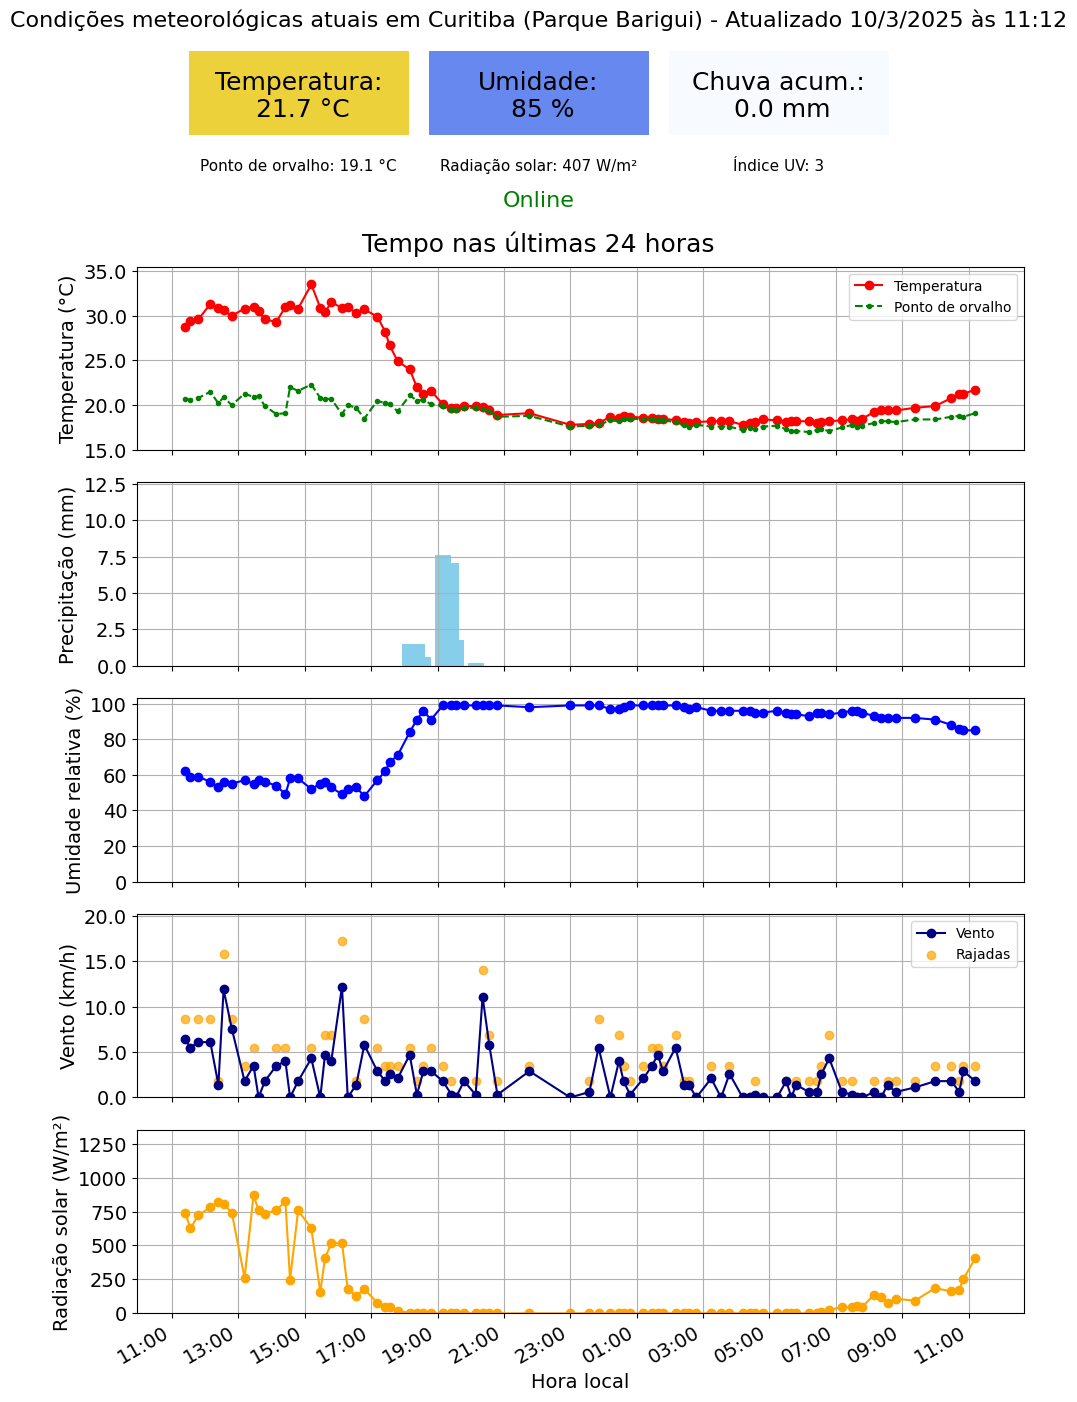 Condições meteorológicas atuais em Curitiba (Parque Barigui) - Atualizado 10/3/2025 às 11:12
Temperatura:
21.7 °C
Umidade:
85 %
Chuva acum.:
0.0 mm
Ponto de orvalho: 19.1 °C
Radiação solar: 407 W/m²
Índice UV: 3
Online
Tempo nas últimas 24 horas
Temperatura (°C)
35.0
30.0
25.0
20.0
15.0
Temperatura
Ponto de orvalho
Precipitação (mm)
12.5
10.0
7.5
5.0
2.5
0.0
Umidade relativa (%)
100
80
60
40
20
0
Vento (km/h)
20.0
15.0
10.0
5.0
0.0
Vento
Rajadas
Radiação solar (W/m²)
1250
1000
750
500
250
0
11:00 13:00 15:00 17:00 19:00 21:00 23:00 01:00 03:00 05:00 07:00 09:00 11:00
Hora local